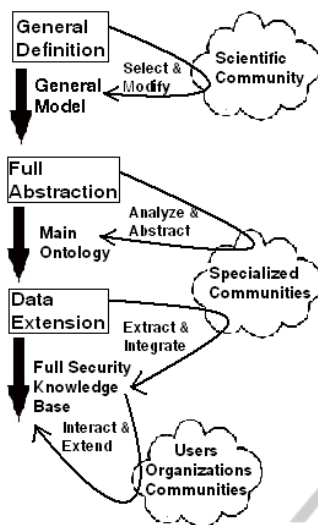 General
Definition
Select &
Modify
Scientific
Community
General
Model
Full
Abstraction
Analyze &
Abstract
Main
Ontology
Specialized
Communities
Data
Extension
Extract &
Integrate
Full Security
Knowledge
Base
Interact &
Extend
Users
Organizations
Communities